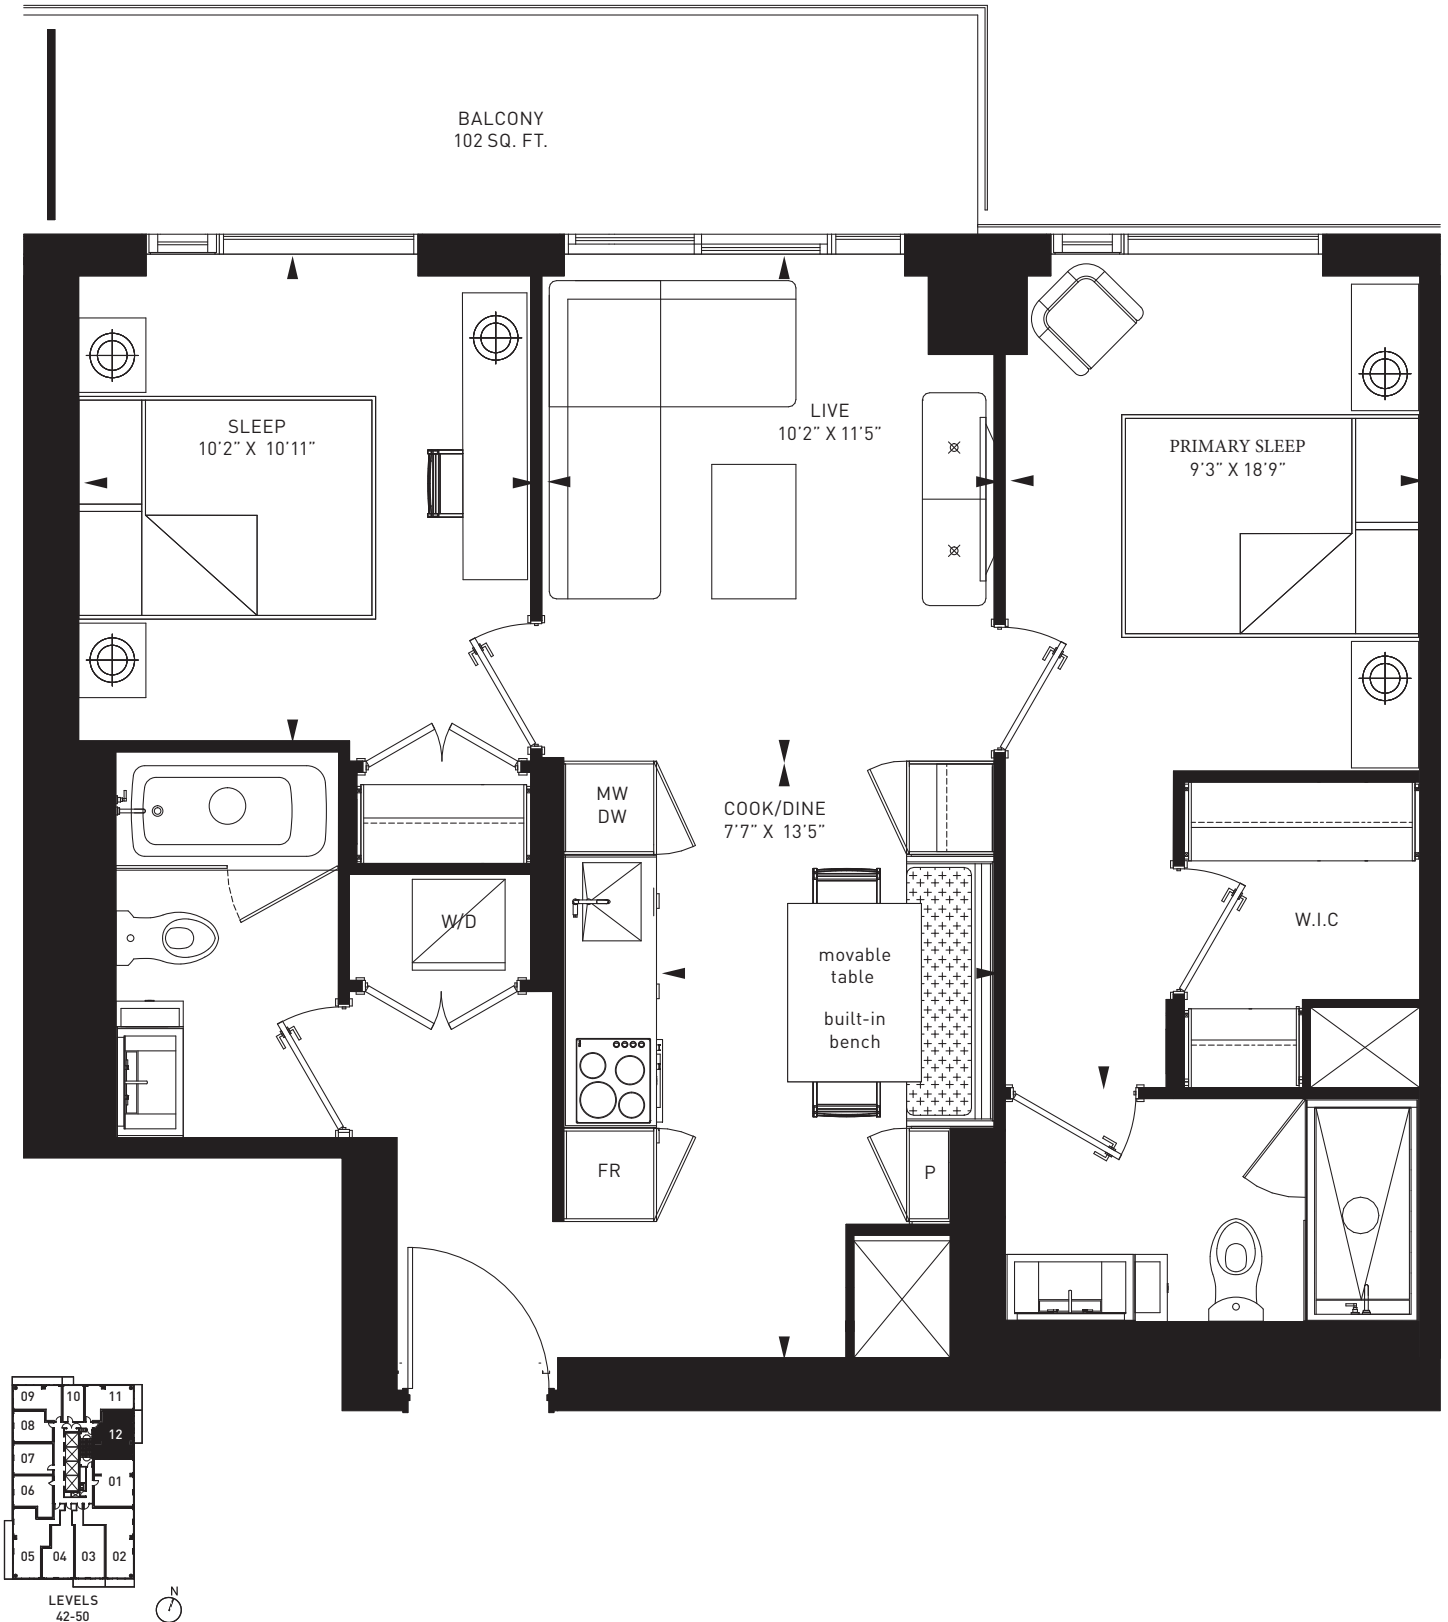 BALCONY
102 SQ. FT.
SLEEP
10'2" X 10'11"
LIVE
10'2" X 11'5"
PRIMARY SLEEP
9'3" X 18'9"
MW
DW
COOK/DINE
7'7" X 13'5"
W/D
movable
table
built-in
bench
W.I.C
FR
P
09
10
11
08
12
07
01
06
05
04
03
02
LEVELS
42-50
N